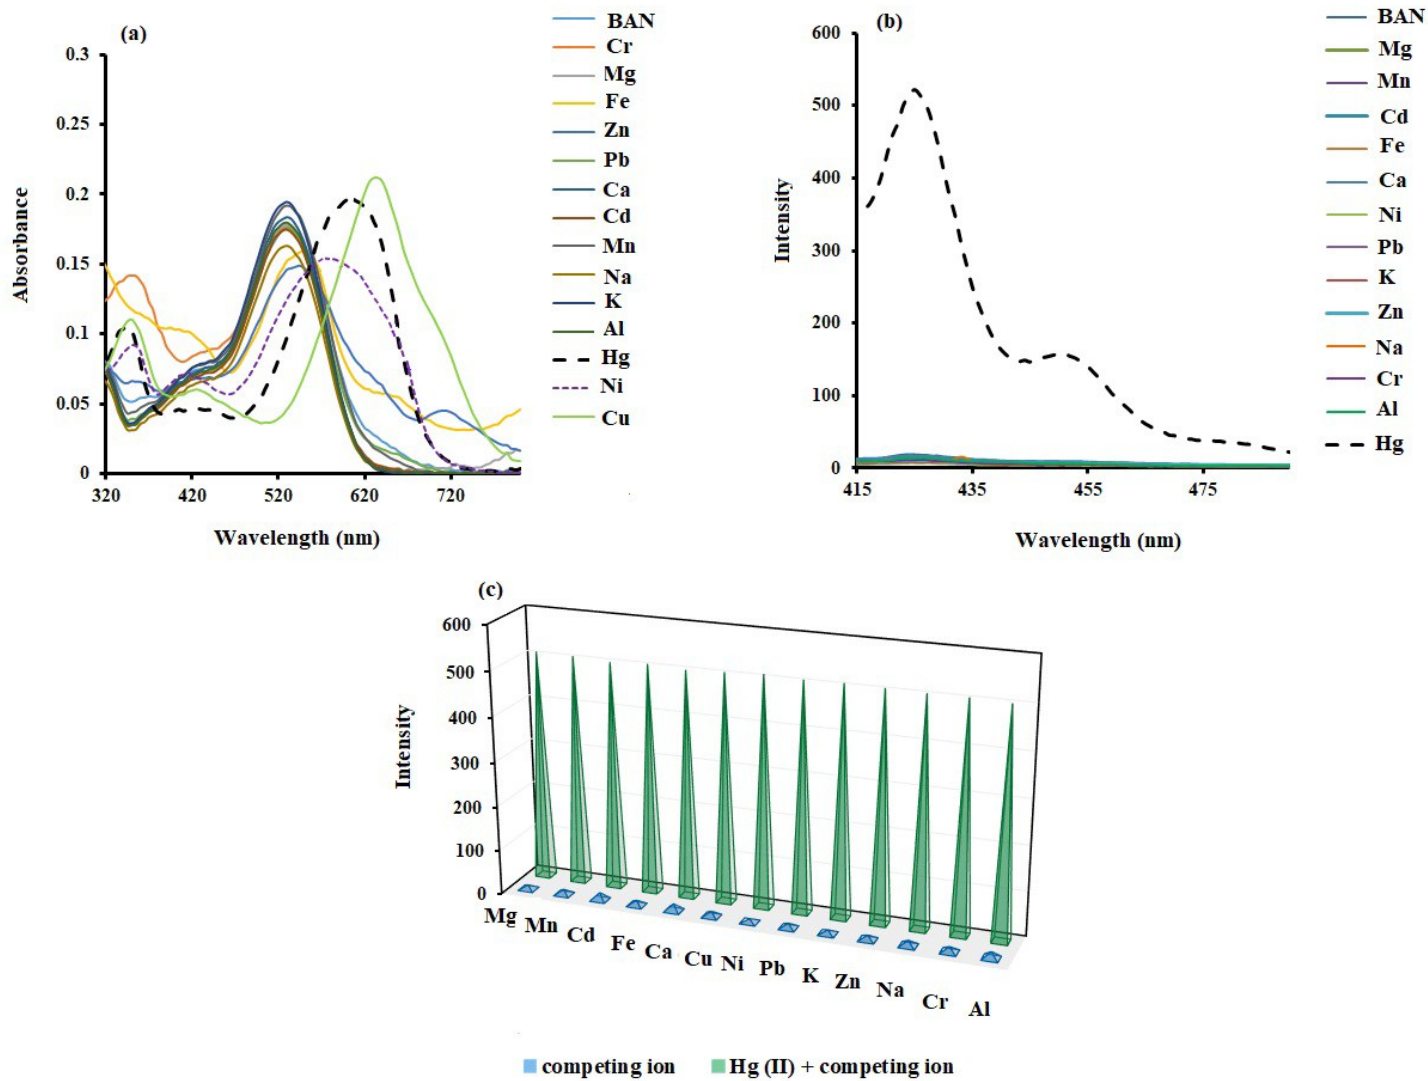 (a)
0.3
0.25
0.2
0.15
0.1
0.05
0
320
420
520
620
720
Absorbance
Wavelength (nm)
BAN
Cr
Mg
Fe
Zn
Pb
Ca
Cd
Mn
Na
K
Al
Hg
Ni
Cu
(b)
600
500
400
300
200
100
0
415
435
455
475
Intensity
Wavelength (nm)
BAN
Mg
Mn
Cd
Fe
Ca
Ni
Pb
K
Zn
Na
Cr
Al
Hg
(c)
600
500
400
300
200
100
0
Intensity
Mg
Mn
Cd
Fe
Ca
Cu
Ni
Pb
K
Zn
Na
Cr
Al
competing ion
Hg (II) + competing ion